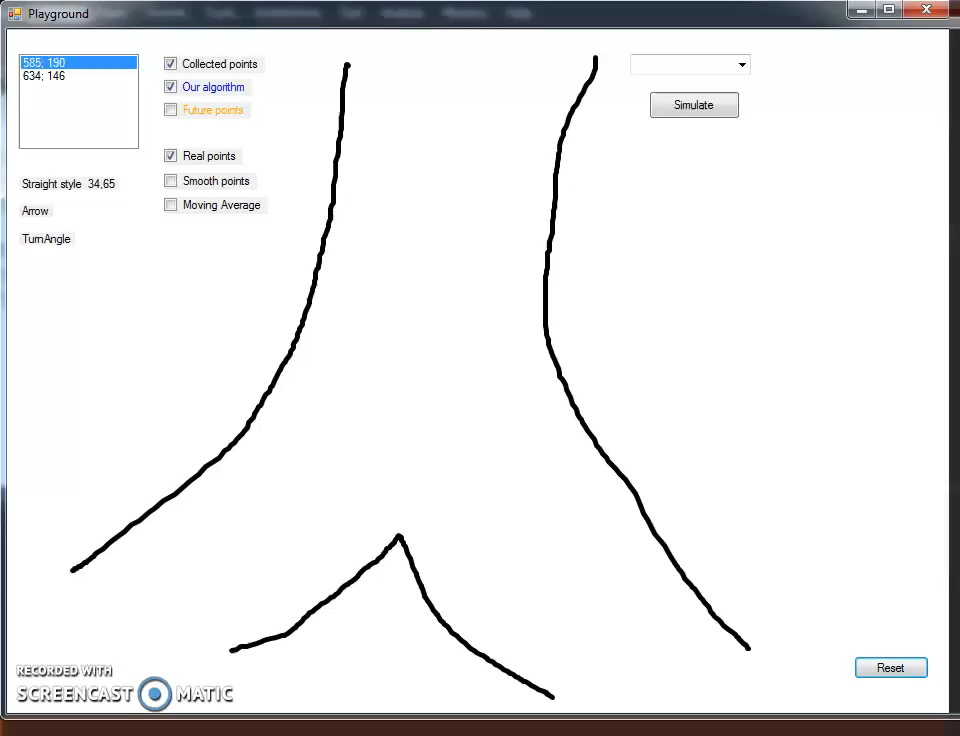 Playground
585; 190
634; 146
Collected points
Our algorithm
Future points
Real points
Smooth points
Moving Average
Straight style 34,65
Arrow
TurnAngle
Simulate
Reset
RECORDED WITH
SCREENCAST MATIC